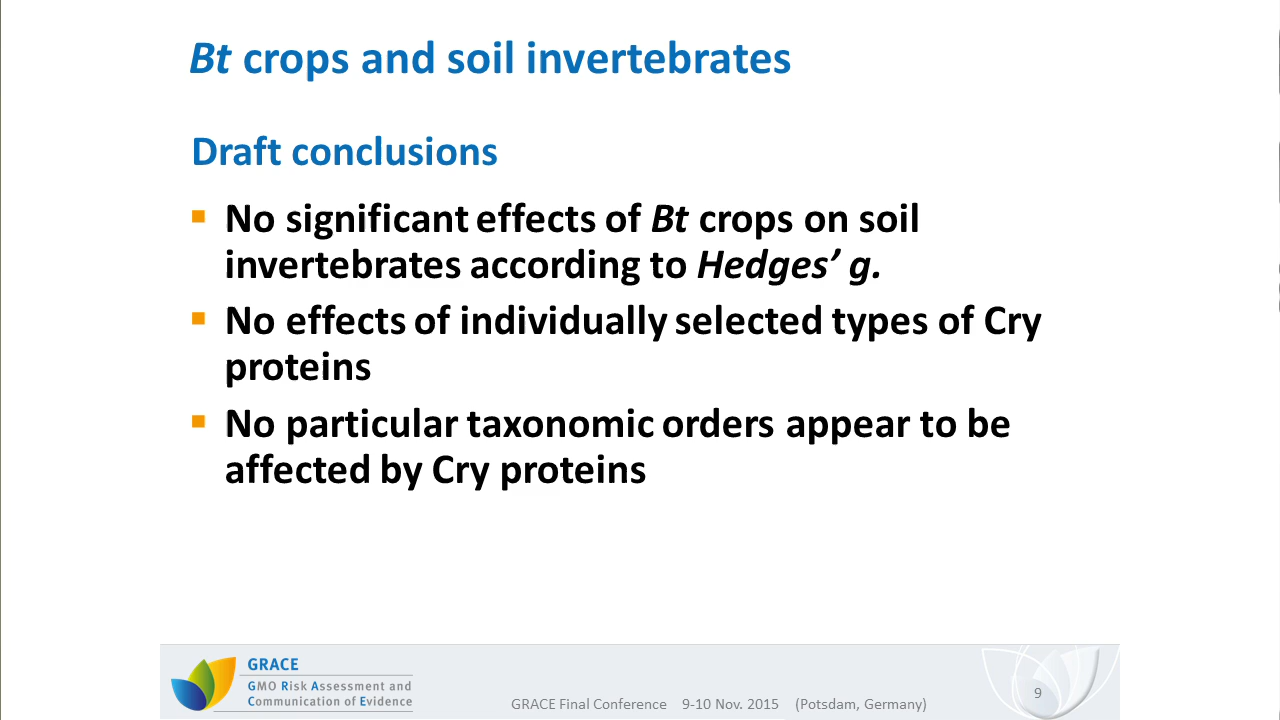 Bt crops and soil invertebrates
Draft conclusions
No significant effects of Bt crops on soil
invertebrates according to Hedges’ g.
No effects of individually selected types of Cry
proteins
No particular taxonomic orders appear to be
affected by Cry proteins
GRACE
GMO Risk Assessment and
Communication of Evidence
GRACE Final Conference 9-10 Nov. 2015 (Potsdam, Germany)
9